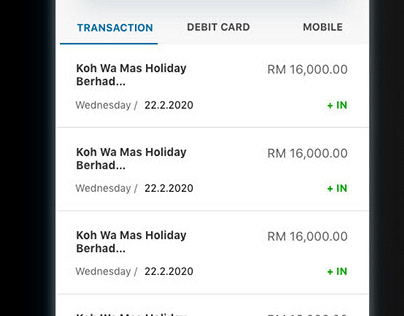 TRANSACTION DEBIT CARD MOBILE
Koh Wa Mas Holiday RM 16,000.00
Berhad...
Wednesday / 22.2.2020 + IN
Koh Wa Mas Holiday RM 16,000.00
Berhad...
Wednesday / 22.2.2020 + IN
Koh Wa Mas Holiday RM 16,000.00
Berhad...
Wednesday / 22.2.2020 + IN